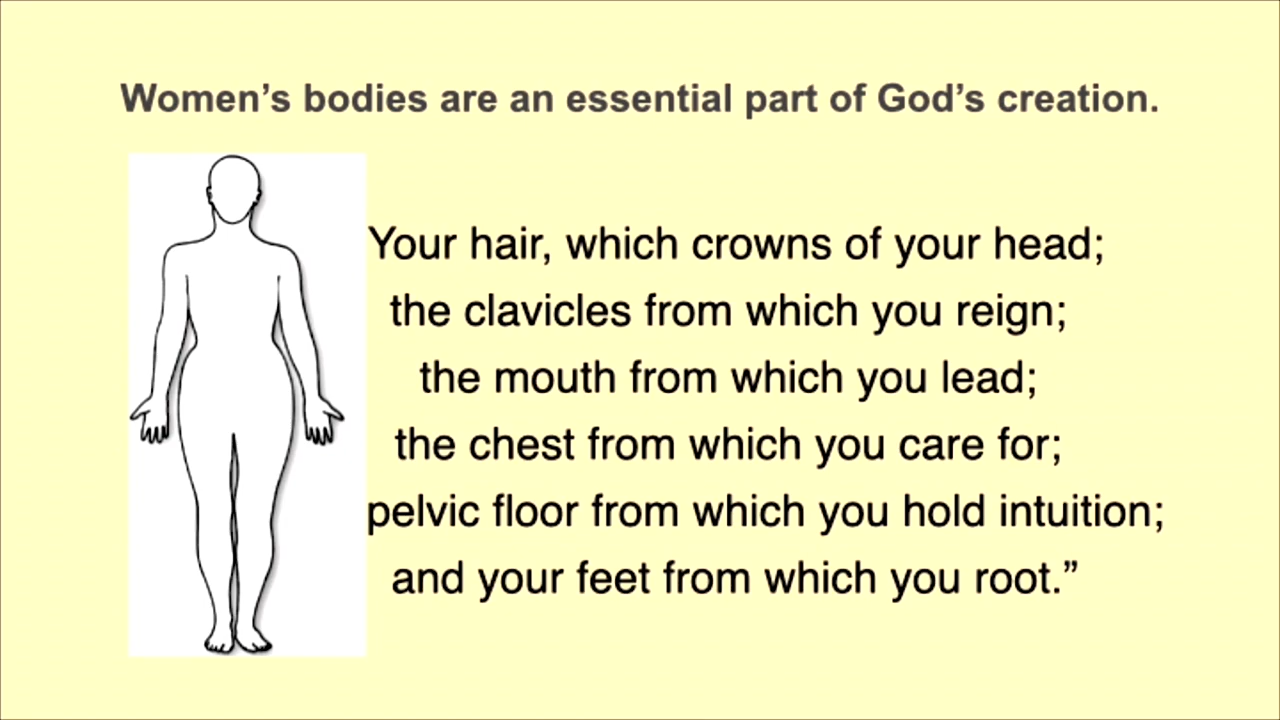 Women’s bodies are an essential part of God’s creation.
Your hair, which crowns of your head;
the clavicles from which you reign;
the mouth from which you lead;
the chest from which you care for;
pelvic floor from which you hold intuition;
and your feet from which you root.”